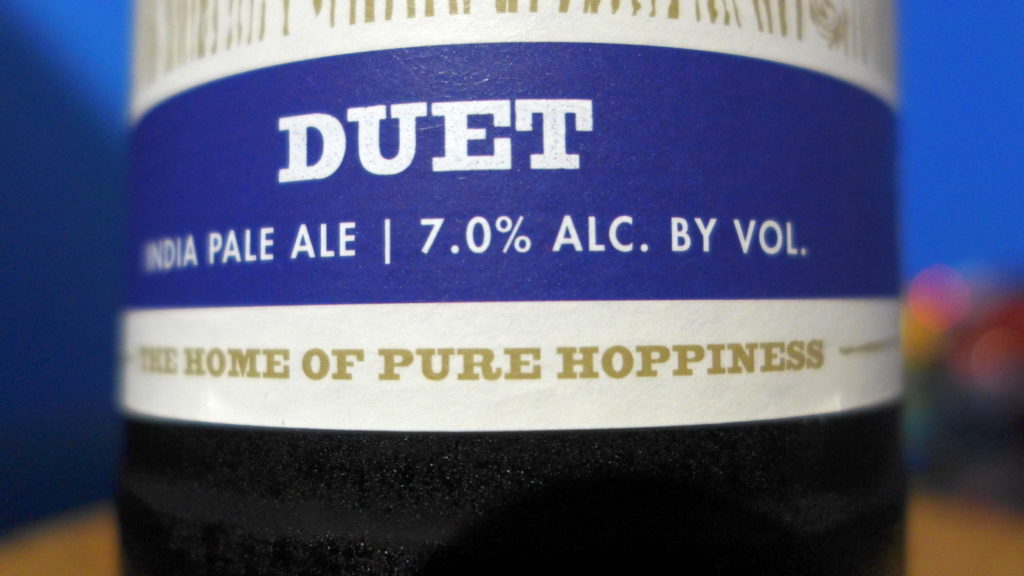 DUET
INDIA PALE ALE | 7.0% ALC. BY VOL.
THE HOME OF PURE HOPPINESS